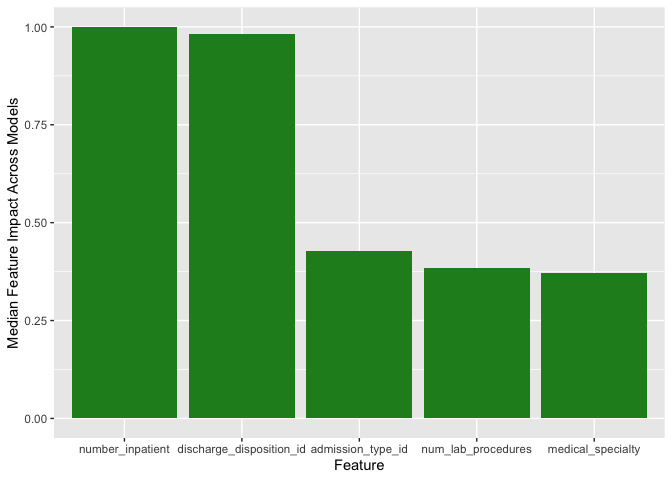 Median Feature Impact Across Models
1.00
0.75
0.50
0.25
0.00
number_inpatient discharge_disposition_id admission_type_id num_lab_procedures medical_specialty
Feature